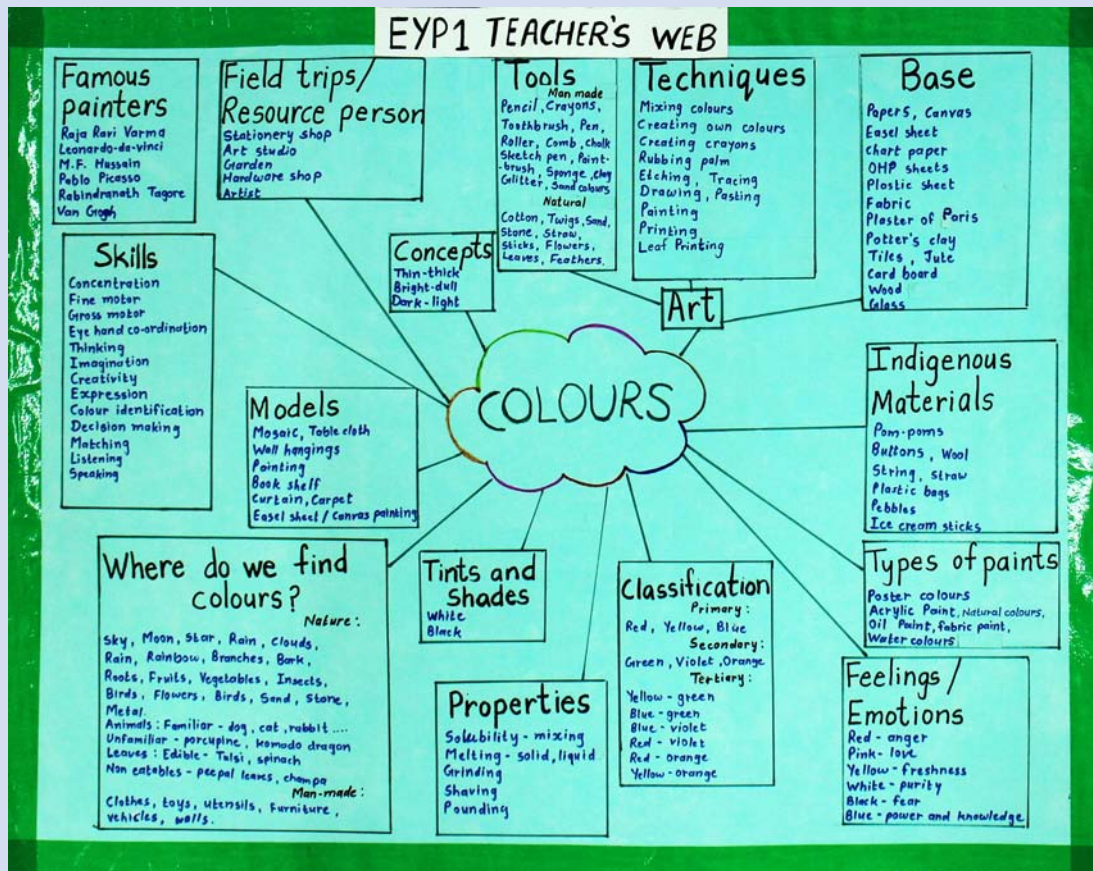 EYP1 TEACHER'S WEB
Famous
painters
Raja Ravi Varma
Leonardo-da-vinci
M.F. Hussain
Pablo Picasso
Rabindranath Tagore
Van Grogh
Field trips/
Resource person
Stationery shop
Art studio
Garden
Hardware shop
Artist
Tools
Man made
Pencil, Crayons,
Toothbrush, Pen,
Roller, Comb, Chalk
Sketch pen, Paint-
-brush, Sponge, Clay
Glitter, Sand colours
Natural
Cotton, Twigs, Sand,
Stone, Straw,
Sticks, Flowers,
Leaves, Feathers.
Techniques
Mixing colours
Creating own colours
Creating crayons
Rubbing palm
Etching, Tracing
Drawing, Pasting
Painting
Printing
Leaf Printing
Base
Papers, Canvas
Easel sheet
Chart paper
OHP sheets
Plastic sheet
Fabric
Plaster of Paris
Potter's clay
Tiles, Jute
Card board
Wood
Glass
Skills
Concentration
Fine motor
Gross motor
Eye hand co-ordination
Thinking
Imagination
Creativity
Expression
Colour identification
Decision making
Matching
Listening
Speaking
Concepts
Thin-thick
Bright-dull
Dark-light
Art
COLOURS
Models
Mosaic, Table cloth
Wall hangings
Painting
Book shelf
Curtain, Carpet
Easel sheet / Canvas painting
Indigenous
Materials
Pom-poms
Buttons, Wool
String, Straw
Plastic bags
Pebbles
Ice cream sticks
Where do we find
colours?
Nature:
Sky, Moon, Star, Rain, Clouds,
Rain, Rainbow, Branches, Bark,
Roots, Fruits, Vegetables, Insects,
Birds, Flowers, Birds, Sand, Stone,
Metal.
Animals: Familiar - dog, cat, rabbit ....
Unfamiliar - porcupine, komodo dragon
Leaves: Edible - Tulsi, spinach
Non eatables - peepal leaves, champa
Man-made:
Clothes, toys, utensils, Furniture,
vehicles, walls.
Tints and
Shades
White
Black
Properties
Solubility - mixing
Melting - solid, liquid
Grinding
Shaving
Pounding
Classification
Primary:
Red, Yellow, Blue
Secondary:
Green, Violet, Orange
Tertiary:
Yellow - green
Blue - green
Blue - violet
Red - violet
Red - orange
Yellow - orange
Types of paints
Poster colours
Acrylic Paint, Natural colours,
Oil Paint, fabric paint,
Water colours
Feelings/
Emotions
Red - anger
Pink - love
Yellow - freshness
White - purity
Black - fear
Blue - power and knowledge